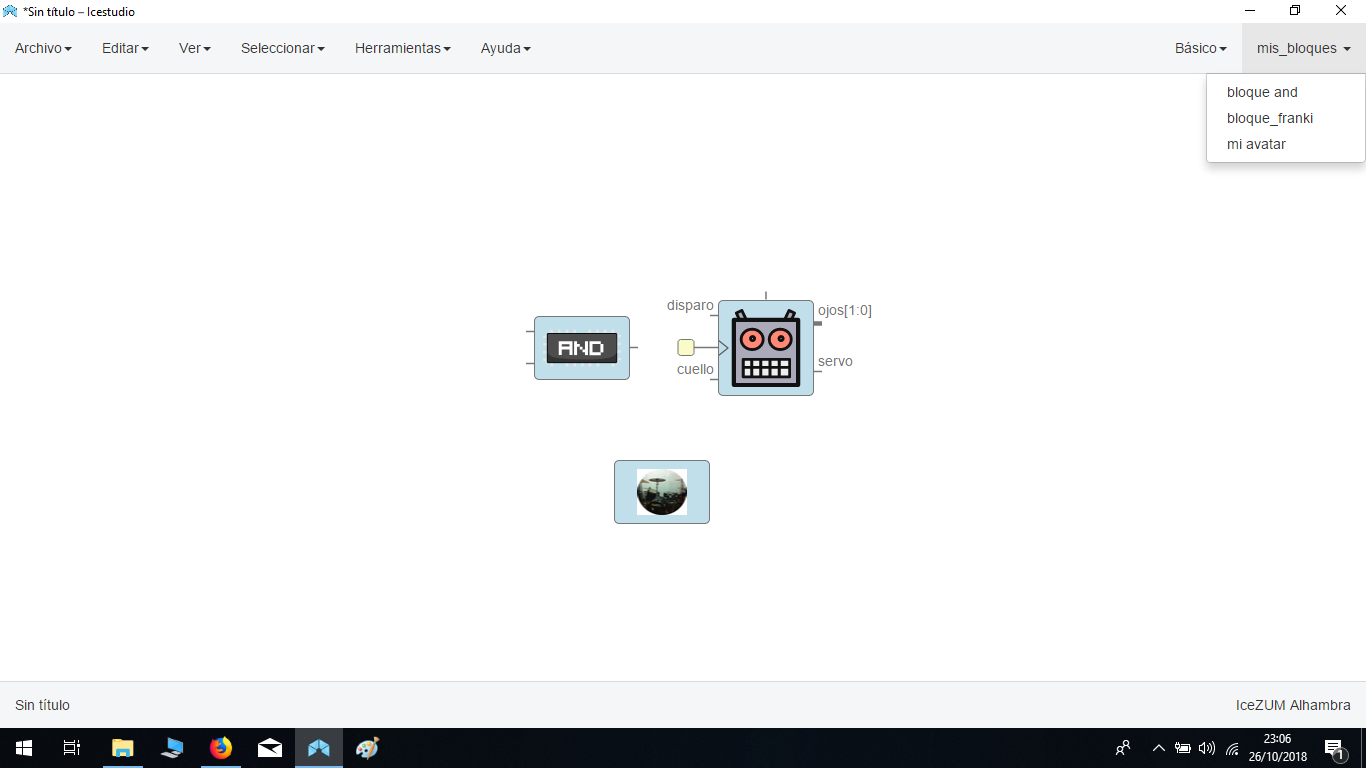 *Sin título – Icestudio
Archivo Editar Ver Seleccionar Herramientas Ayuda Básico mis_bloques
bloque and
bloque_franki
mi avatar
disparo
ojos[1:0]
AND
cuello
servo
Sin título
IceZUM Alhambra
23:06
26/10/2018
1